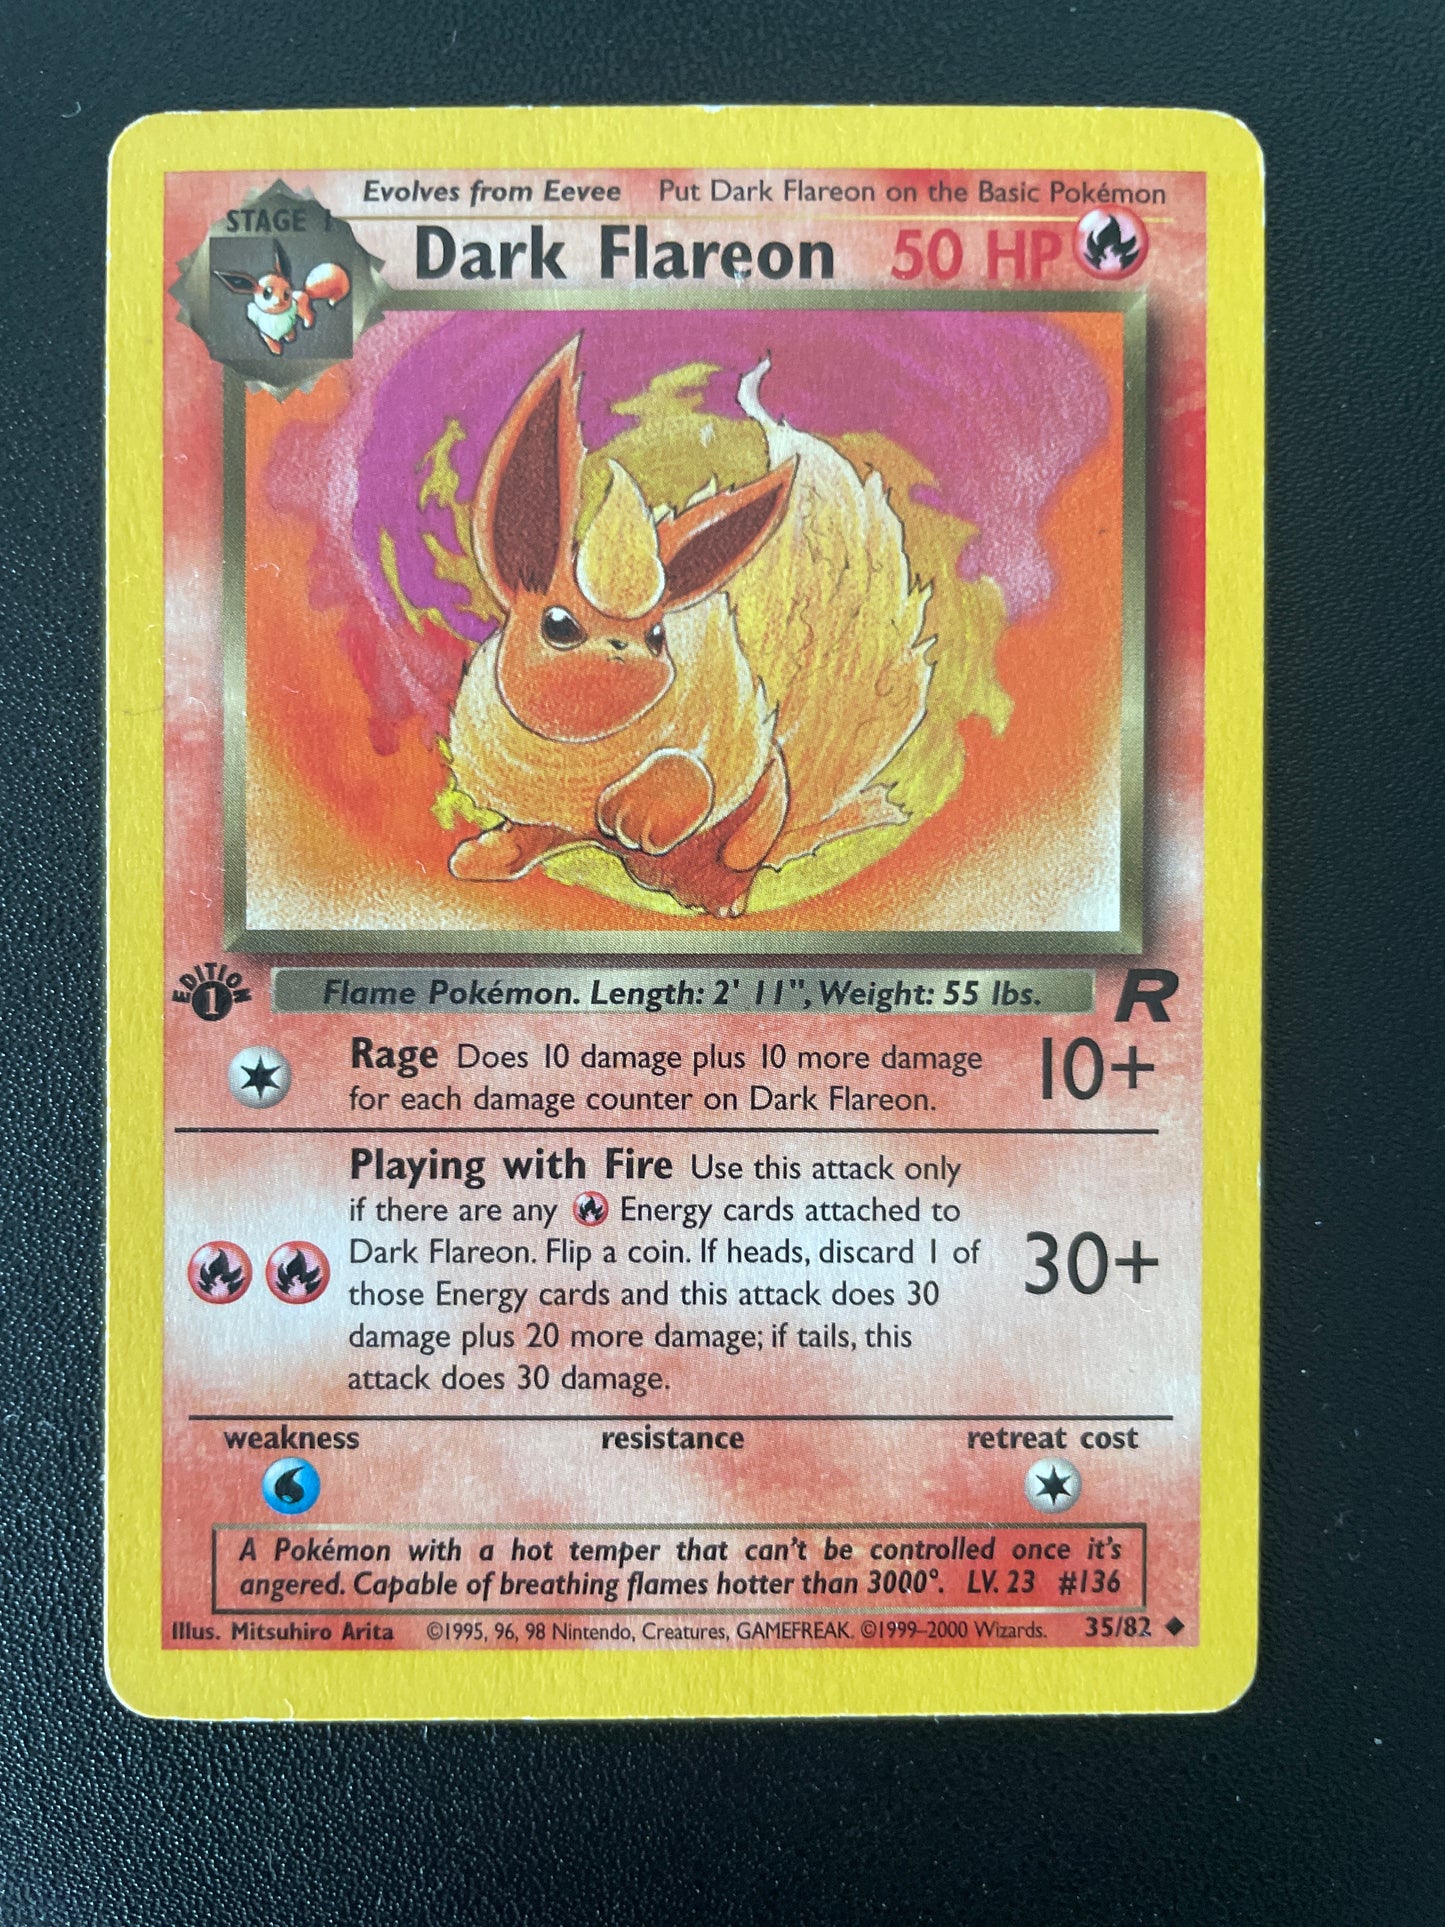 Evolves from Eevee Put Dark Flareon on the Basic Pokémon
STAGE 1
Dark Flareon 50 HP
EDITION
1
Flame Pokémon. Length: 2' 11", Weight: 55 lbs.
R
Rage Does 10 damage plus 10 more damage
for each damage counter on Dark Flareon.
10+
Playing with Fire Use this attack only
if there are any Energy cards attached to
Dark Flareon. Flip a coin. If heads, discard 1 of
those Energy cards and this attack does 30
damage plus 20 more damage; if tails, this
attack does 30 damage.
30+
weakness resistance retreat cost
A Pokémon with a hot temper that can't be controlled once it's
angered. Capable of breathing flames hotter than 3000°. LV. 23 #136
Illus. Mitsuhiro Arita ©1995, 96, 98 Nintendo, Creatures, GAMEFREAK. ©1999–2000 Wizards. 35/82